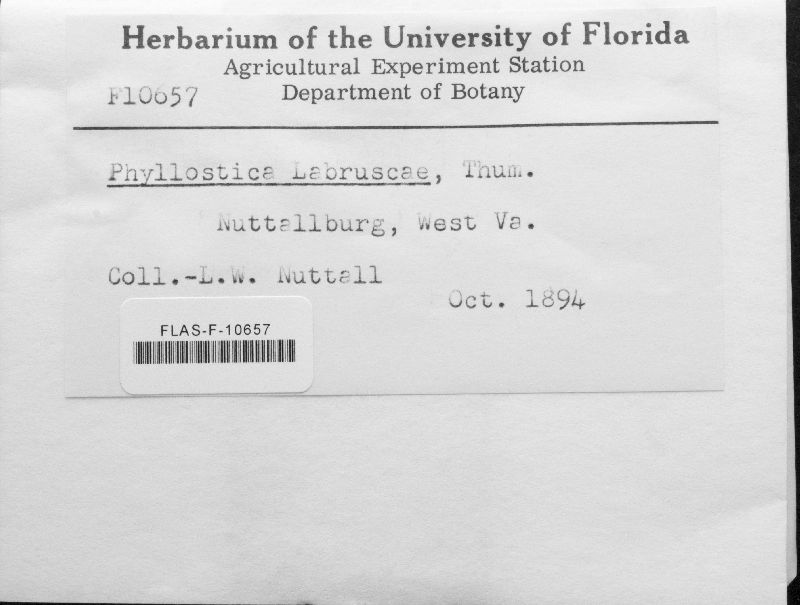 Herbarium of the University of Florida
Agricultural Experiment Station
F10657 Department of Botany
Phyllostica Labruscae, Thum.
Nuttallburg, West Va.
Coll.-L.W. Nuttall
Oct. 1894
FLAS-F-10657